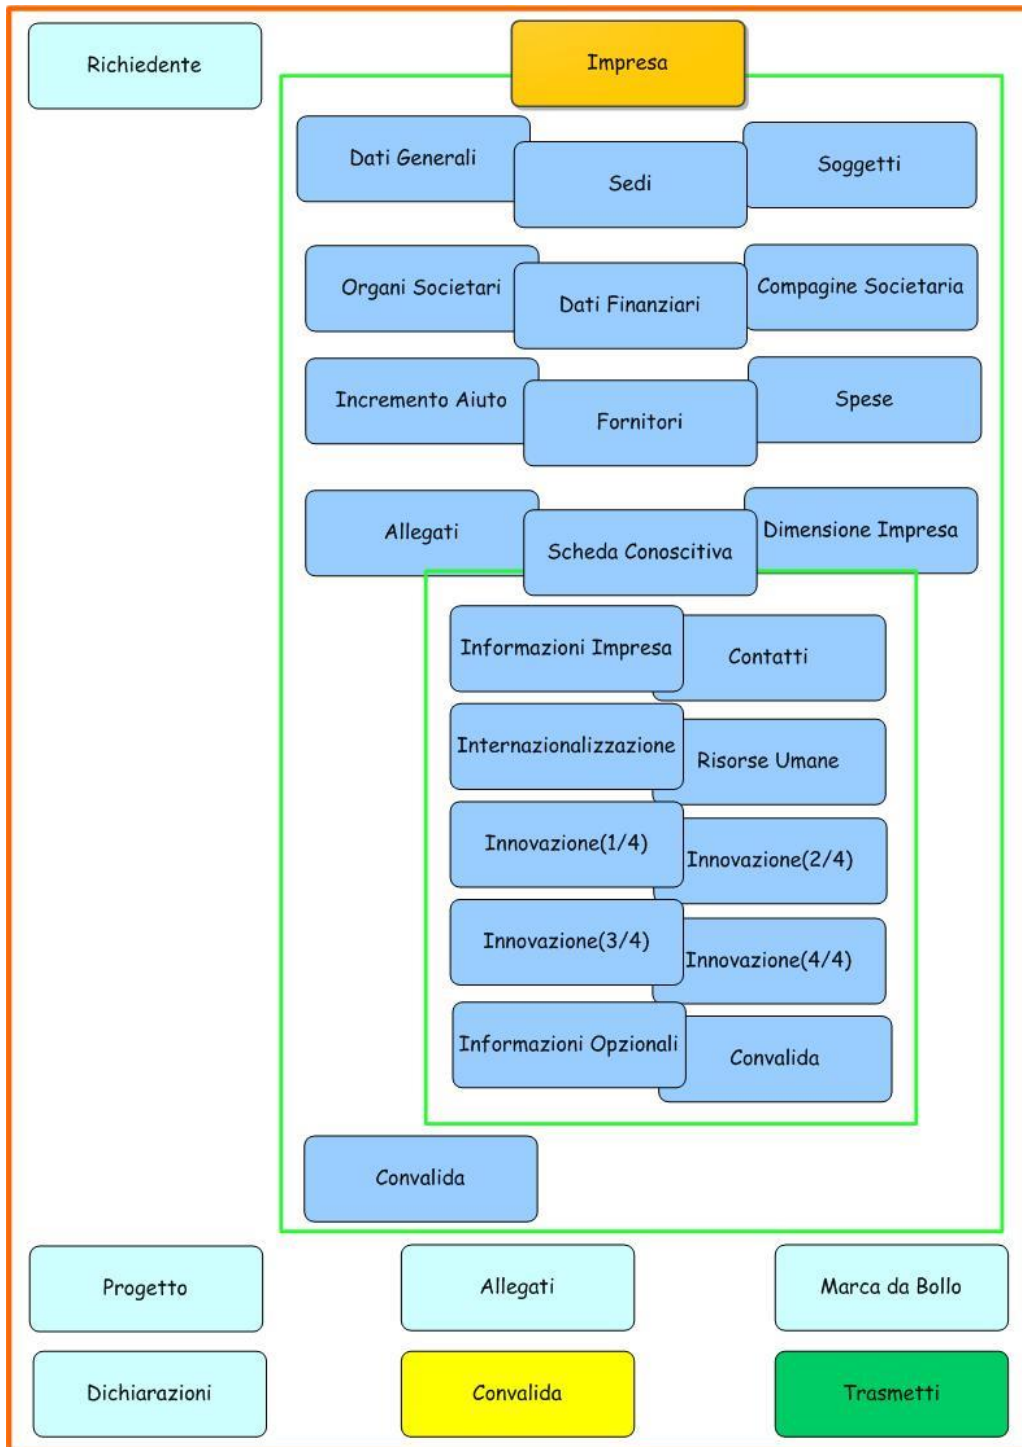 Richiedente
Impresa
Dati Generali
Sedi
Soggetti
Organi Societari
Dati Finanziari
Compagine Societaria
Incremento Aiuto
Fornitori
Spese
Allegati
Scheda Conoscitiva
Dimensione Impresa
Informazioni Impresa
Contatti
Internazionalizzazione
Risorse Umane
Innovazione(1/4)
Innovazione(2/4)
Innovazione(3/4)
Innovazione(4/4)
Informazioni Opzionali
Convalida
Convalida
Progetto
Allegati
Marca da Bollo
Dichiarazioni
Convalida
Trasmetti